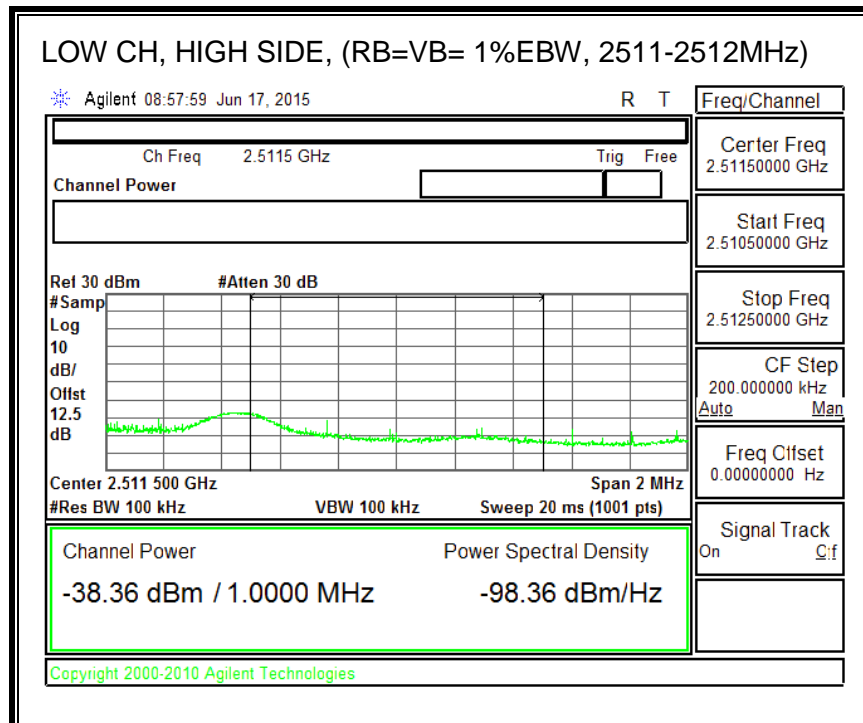 LOW CH, HIGH SIDE, (RB=VB= 1%EBW, 2511-2512MHz)
Agilent 08:57:59 Jun 17, 2015 R T
Freq/Channel
Ch Freq 2.5115 GHz Trig Free
Channel Power
Center Freq
2.51150000 GHz
Start Freq
2.51050000 GHz
Stop Freq
2.51250000 GHz
CF Step
200.000000 kHz
Auto Man
Freq Offset
0.00000000 Hz
Signal Track
On Off
Ref 30 dBm #Atten 30 dB
#Samp
Log
10
dB/
Offst
12.5
dB
Center 2.511 500 GHz Span 2 MHz
#Res BW 100 kHz VBW 100 kHz Sweep 20 ms (1001 pts)
Channel Power Power Spectral Density
-38.36 dBm / 1.0000 MHz -98.36 dBm/Hz
Copyright 2000-2010 Agilent Technologies